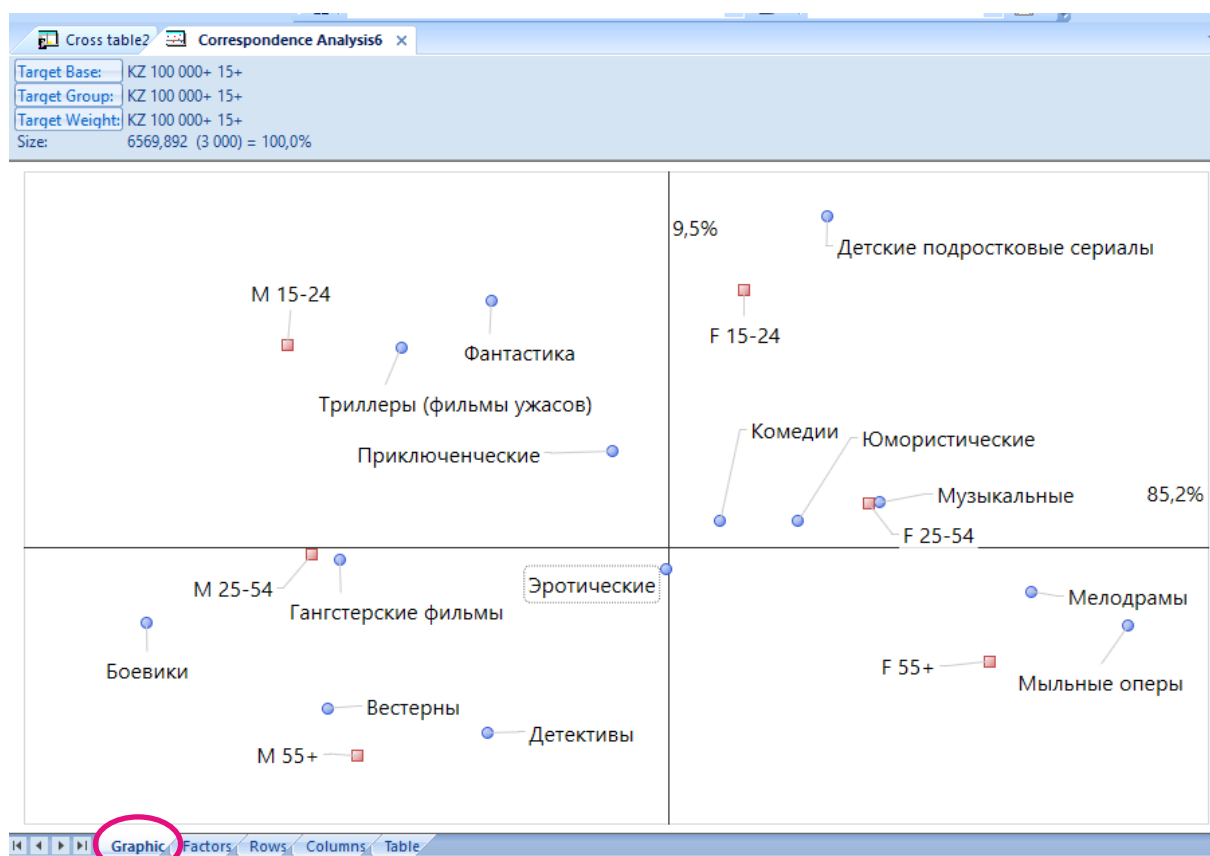 Cross table2
Correspondence Analysis6 ×
Target Base: KZ 100 000+ 15+
Target Group: KZ 100 000+ 15+
Target Weight: KZ 100 000+ 15+
Size: 6569,892 (3 000) = 100,0%
9,5%
Детские подростковые сериалы
M 15-24
F 15-24
Фантастика
Триллеры (фильмы ужасов)
Комедии
Юмористические
Приключенческие
Музыкальные
85,2%
F 25-54
M 25-54
Эротические
Гангстерские фильмы
Мелодрамы
Боевики
F 55+
Мыльные оперы
Вестерны
Детективы
M 55+
Graphic Factors Rows Columns Table